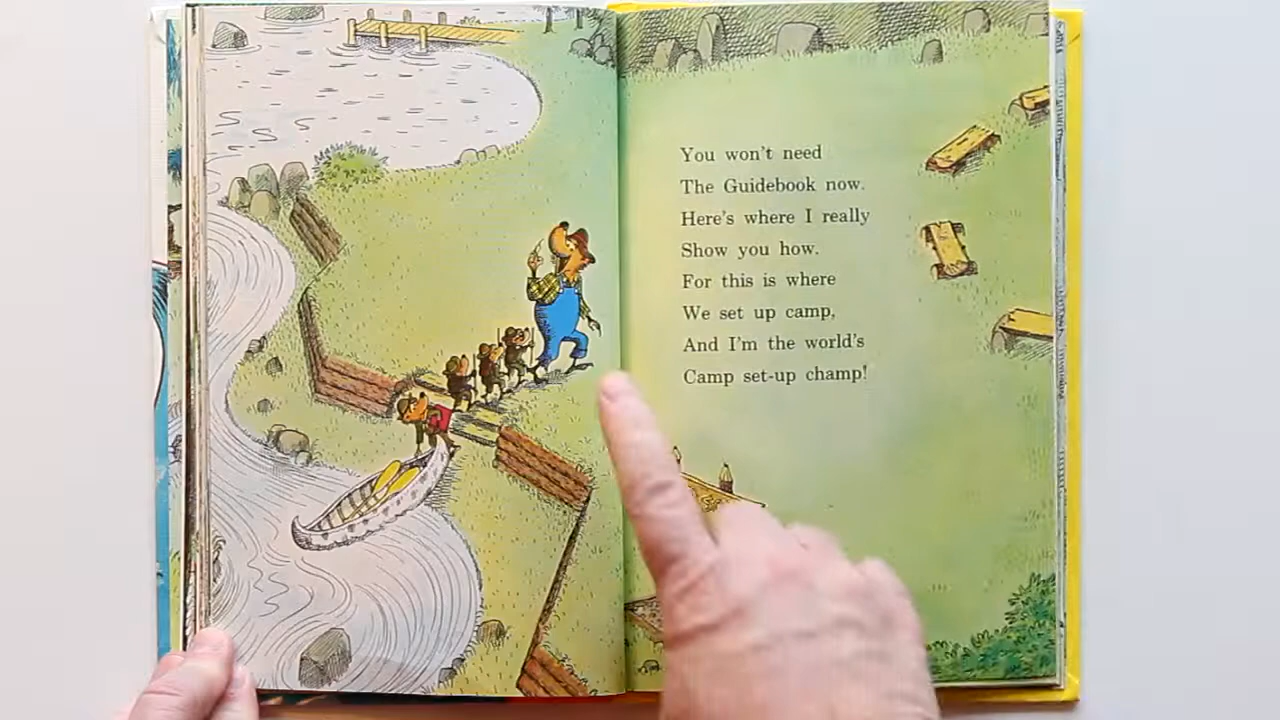 You won't need
The Guidebook now.
Here's where I really
Show you how.
For this is where
We set up camp,
And I'm the world's
Camp set-up champ!